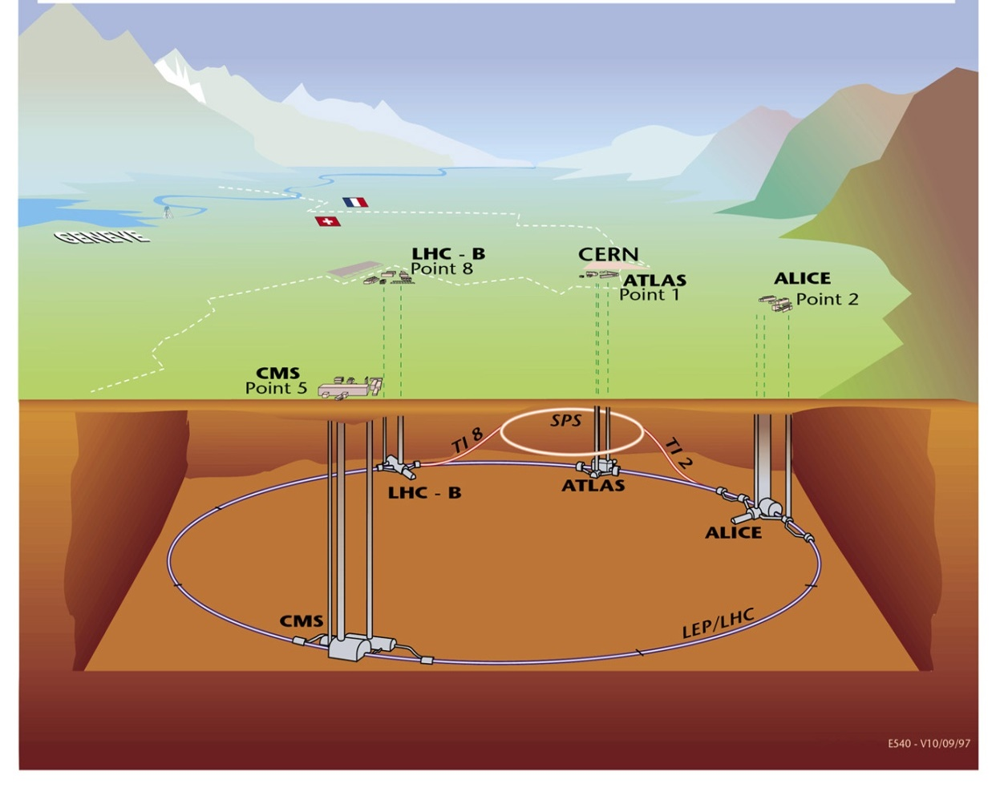 GENEVE
LHC - B
Point 8
CERN
ATLAS
Point 1
ALICE
Point 2
CMS
Point 5
SPS
TI 8
TI 2
LHC - B
ATLAS
ALICE
CMS
LEP/LHC
E540 - V10/09/97